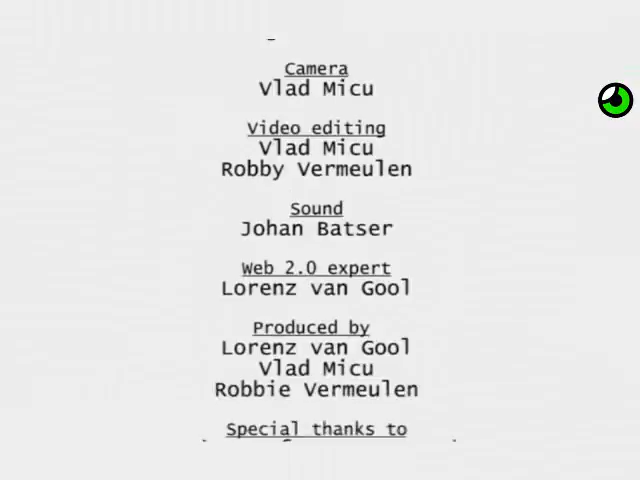 Camera
Vlad Micu
Video editing
Vlad Micu
Robby Vermeulen
Sound
Johan Batser
Web 2.0 expert
Lorenz van Gool
Produced by
Lorenz van Gool
Vlad Micu
Robbie Vermeulen
Special thanks to